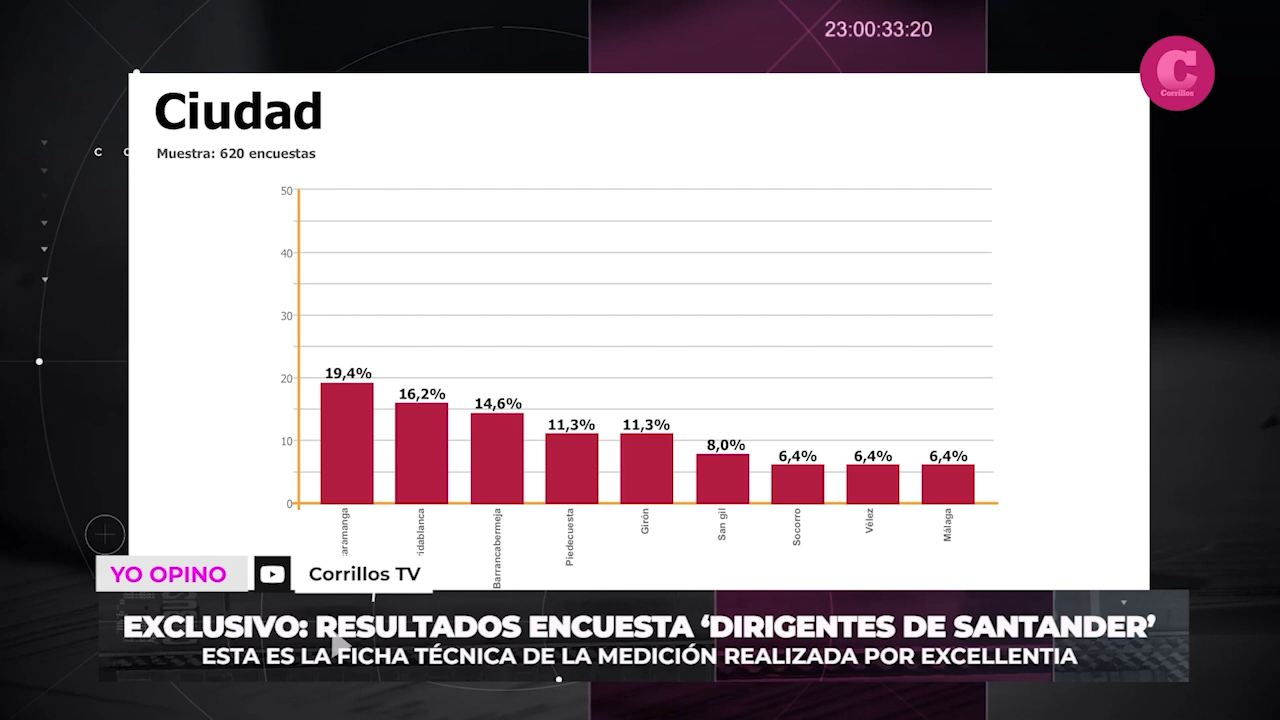 23:00:33:20
C
Corrillos
Ciudad
Muestra: 620 encuestas
C
50
40
30
20
10
0
19,4%
16,2%
14,6%
11,3%
11,3%
8,0%
6,4%
6,4%
6,4%
aramanga
idablanca
Barrancabermeja
Piedecuesta
Girón
San gil
Socorro
Vélez
Málaga
YO OPINO
Corrillos TV
EXCLUSIVO: RESULTADOS ENCUESTA ‘DIRIGENTES DE SANTANDER’
ESTA ES LA FICHA TÉCNICA DE LA MEDICIÓN REALIZADA POR EXCELLENTIA